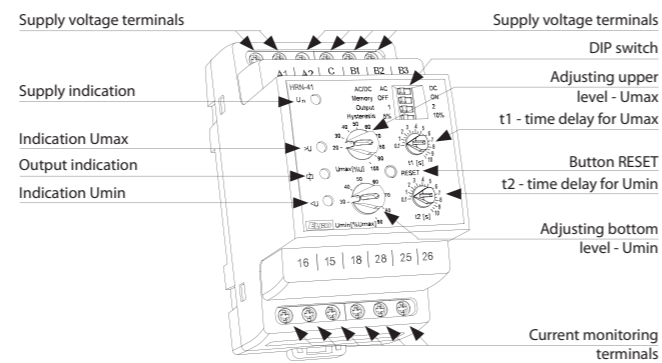 Supply voltage terminals
Supply voltage terminals
DIP switch
Adjusting upper
level - Umax
t1 - time delay for Umax
Button RESET
t2 - time delay for Umin
Adjusting bottom
level - Umin
Current monitoring
terminals
Supply indication
Indication Umax
Output indication
Indication Umin
A1 A2 C B1 B2 B3
HRN-41
Un
AC/DC AC DC
Memory OFF ON
Output 1 2
Hysteresis 5% 10%
>U
<U
Umax[%U]
RESET
t1 [s]
t2 [s]
Umin[%Umax]
16 15 18 28 25 26